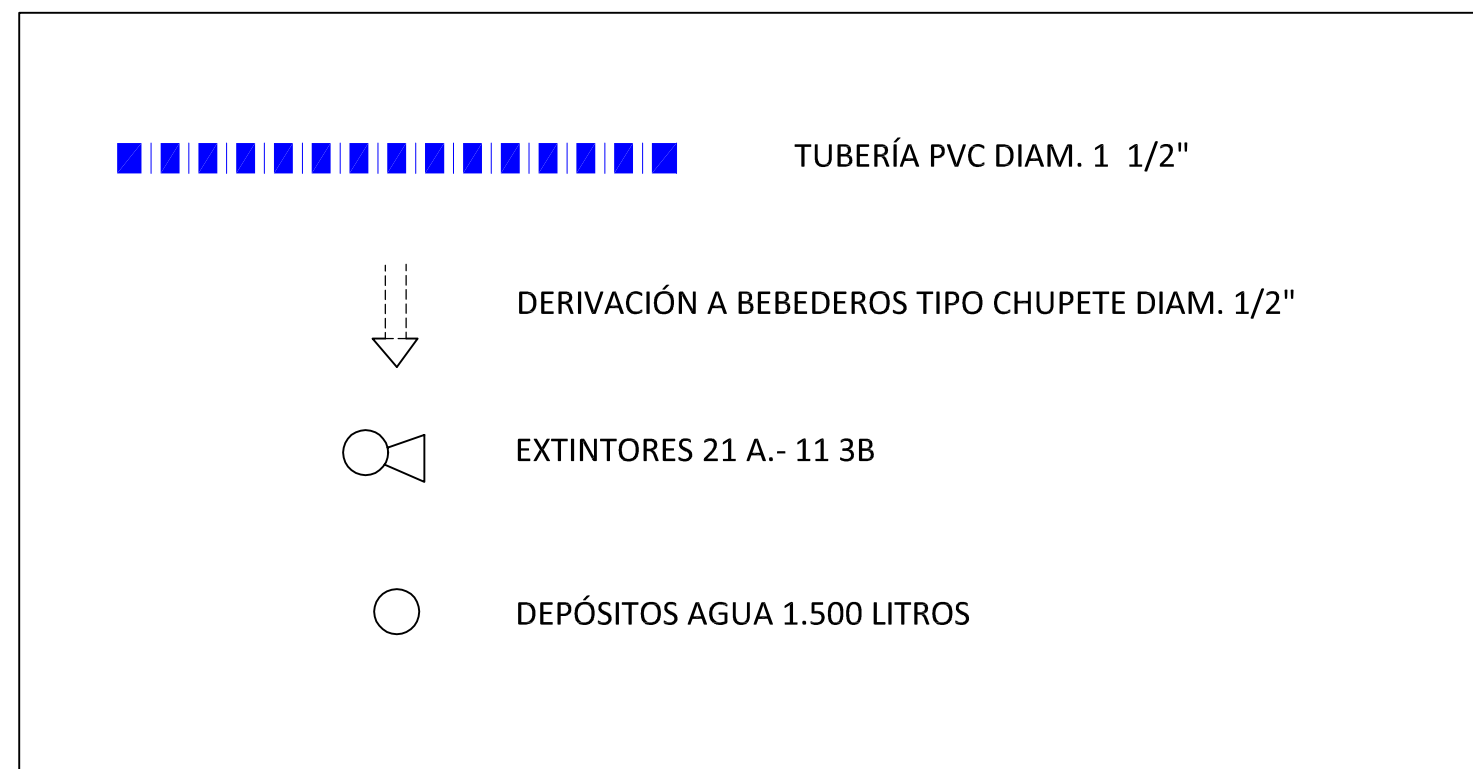 TUBERÍA PVC DIAM. 1 1/2"
DERIVACIÓN A BEBEDEROS TIPO CHUPETE DIAM. 1/2"
EXTINTORES 21 A.- 11 3B
DEPÓSITOS AGUA 1.500 LITROS